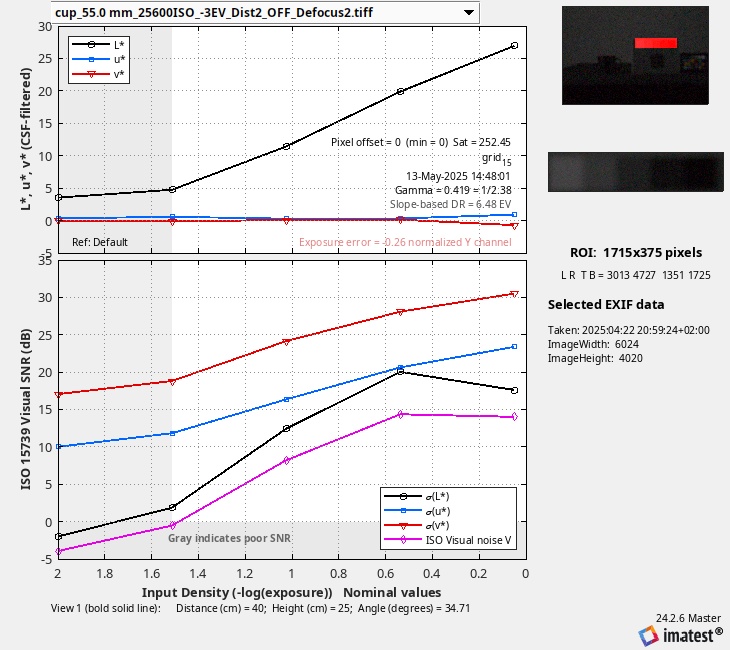 cup_55.0 mm_25600ISO_-3EV_Dist2_OFF_Defocus2.tiff
30
25
20
15
10
5
0
-5
L*, u*, v* (CSF-filtered)
L*
u*
v*
Pixel offset = 0 (min = 0) Sat = 252.45
grid15
13-May-2025 14:48:01
Gamma = 0.419 = 1/2.38
Slope-based DR = 6.48 EV
Ref: Default
Exposure error = -0.26 normalized Y channel
35
30
25
20
15
10
5
0
-5
ISO 15739 Visual SNR (dB)
σ(L*)
σ(u*)
σ(v*)
ISO Visual noise V
Gray indicates poor SNR
2 1.8 1.6 1.4 1.2 1 0.8 0.6 0.4 0.2 0
Input Density (-log(exposure)) Nominal values
View 1 (bold solid line): Distance (cm) = 40; Height (cm) = 25; Angle (degrees) = 34.71
ROI: 1715x375 pixels
L R T B = 3013 4727 1351 1725
Selected EXIF data
Taken: 2025:04:22 20:59:24+02:00
ImageWidth: 6024
ImageHeight: 4020
24.2.6 Master
imatest®